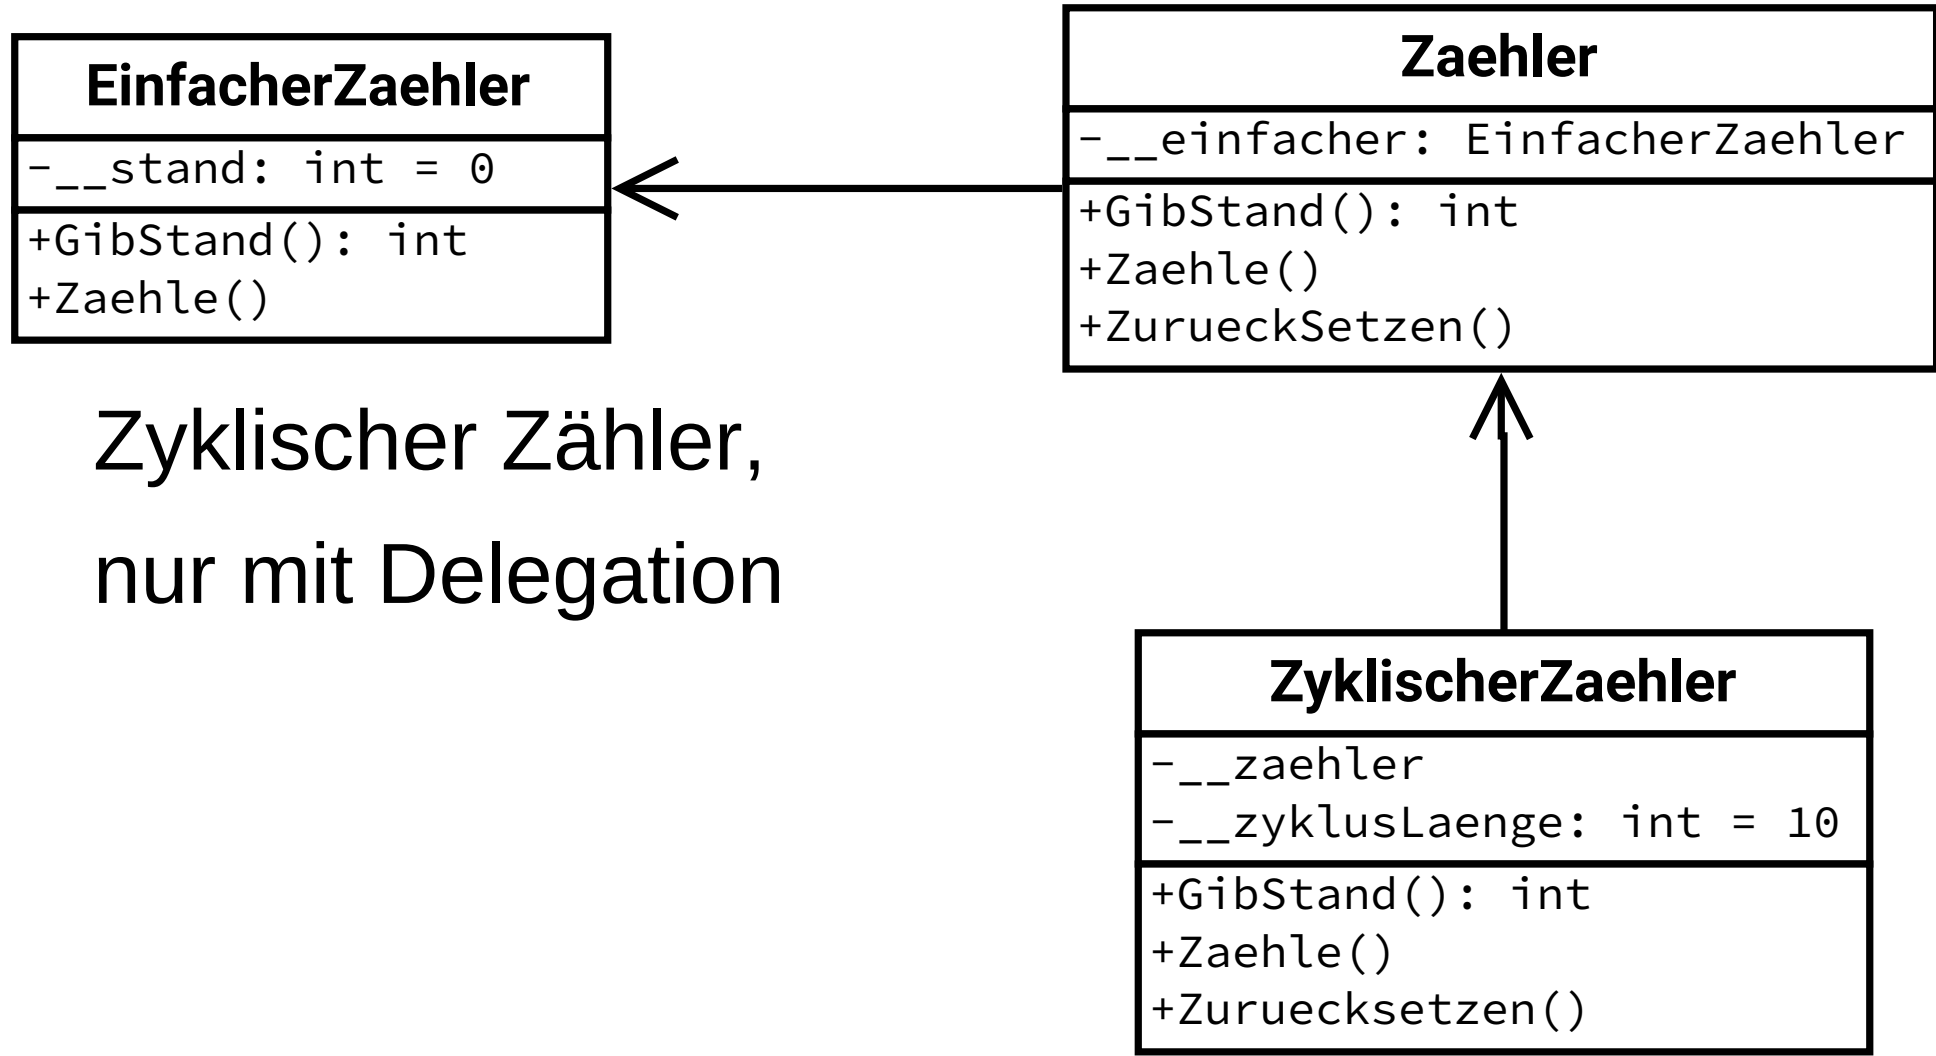 EinfacherZaehler
-__stand: int = 0
+GibStand(): int
+Zaehle()
Zaehler
-__einfacher: EinfacherZaehler
+GibStand(): int
+Zaehle()
+ZurueckSetzen()
Zyklischer Zähler,
nur mit Delegation
ZyklischerZaehler
-__zaehler
-__zyklusLaenge: int = 10
+GibStand(): int
+Zaehle()
+Zuruecksetzen()